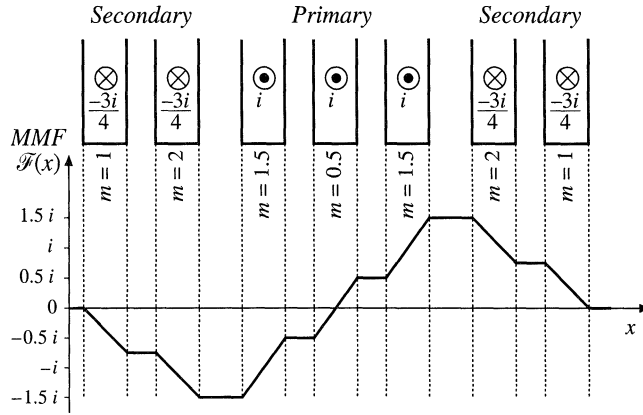 Secondary Primary Secondary
-3i/4 -3i/4 i i i -3i/4 -3i/4
MMF
ℱ(x)
m = 1 m = 2 m = 1.5 m = 0.5 m = 1.5 m = 2 m = 1
1.5 i
i
0.5 i
0
-0.5 i
-i
-1.5 i
x